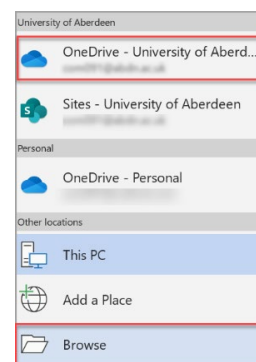 University of Aberdeen
OneDrive - University of Aberd...
S
Sites - University of Aberdeen
Personal
OneDrive - Personal
Other locations
This PC
Add a Place
Browse